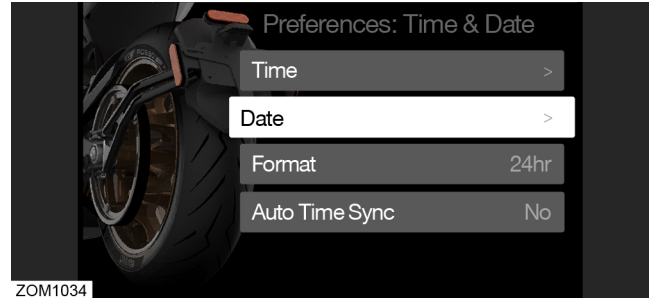 Preferences: Time & Date
Time >
Date >
Format 24hr
Auto Time Sync No
ZOM1034